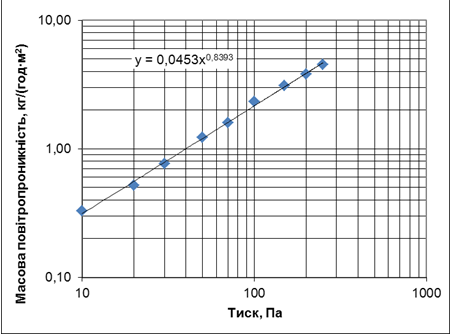 10,00
y = 0,0453x^0,8393
1,00
0,10
10
100
1000
Масова повітропроникність, кг/(год·м²)
Тиск, Па